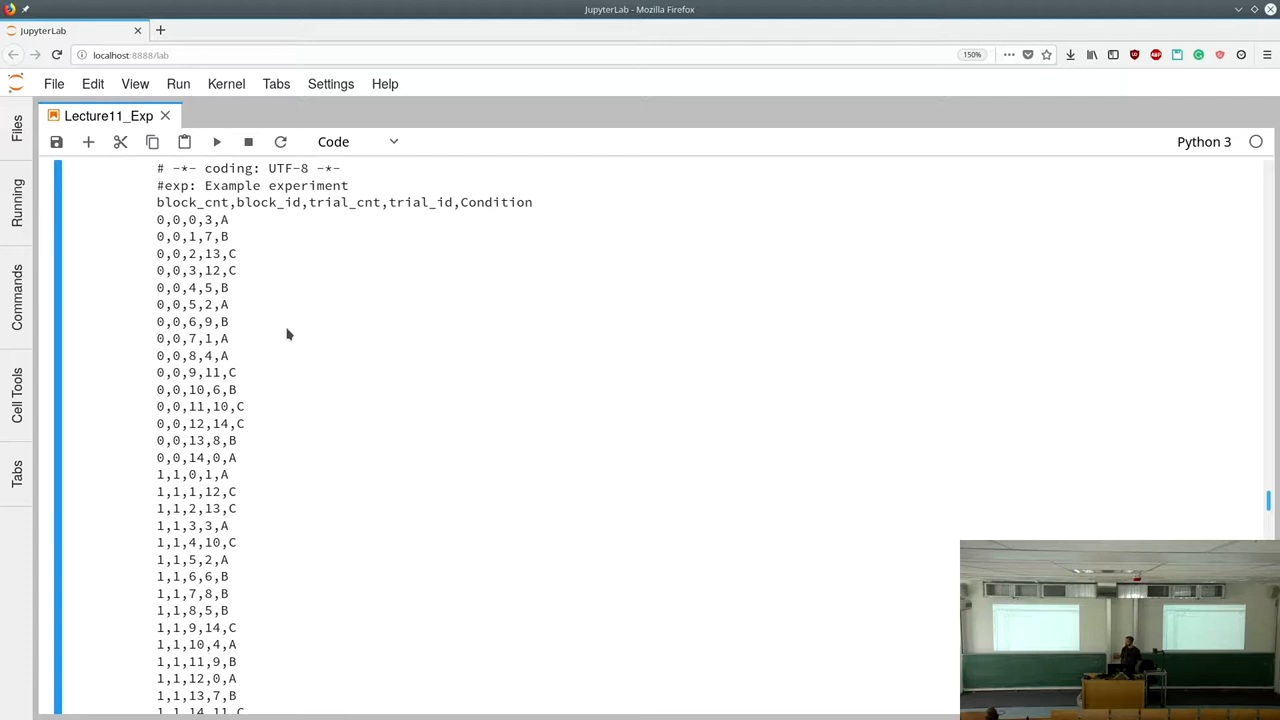 JupyterLab - Mozilla Firefox
JupyterLab
localhost:8888/lab
150%
File Edit View Run Kernel Tabs Settings Help
Files
Running
Commands
Cell Tools
Tabs
Lecture11_Exp
Code
Python 3
# -*- coding: UTF-8 -*-
#exp: Example experiment
block_cnt,block_id,trial_cnt,trial_id,Condition
0,0,0,3,A
0,0,1,7,B
0,0,2,13,C
0,0,3,12,C
0,0,4,5,B
0,0,5,2,A
0,0,6,9,B
0,0,7,1,A
0,0,8,4,A
0,0,9,11,C
0,0,10,6,B
0,0,11,10,C
0,0,12,14,C
0,0,13,8,B
0,0,14,0,A
1,1,0,1,A
1,1,1,12,C
1,1,2,13,C
1,1,3,3,A
1,1,4,10,C
1,1,5,2,A
1,1,6,6,B
1,1,7,8,B
1,1,8,5,B
1,1,9,14,C
1,1,10,4,A
1,1,11,9,B
1,1,12,0,A
1,1,13,7,B
1,1,14,11,C